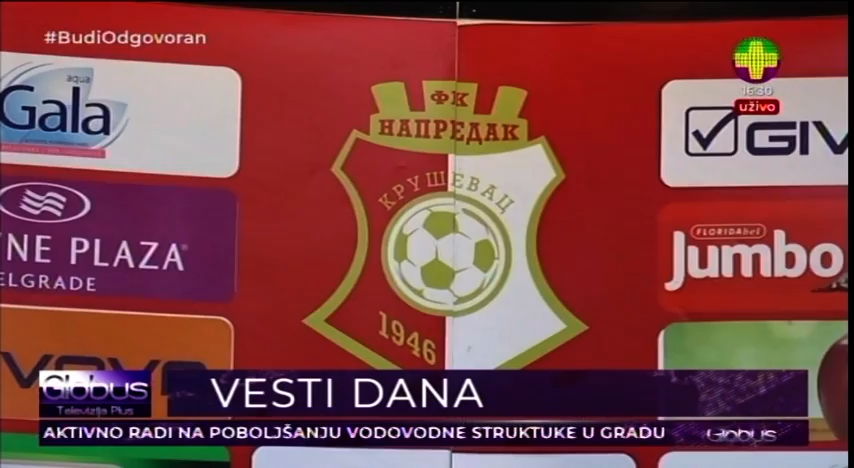 #BudiOdgovoran
16:30
uživo
aqua
Gala
NE PLAZA®
ELGRADE
ФК
НАПРЕДАК
КРУШЕВАЦ
1946
GIV
FLORIDAbel
Jumbo
Globus
Televizija Plus
VESTI DANA
AKTIVNO RADI NA POBOLJŠANJU VODOVODNE STRUKTUKE U GRADU
Globus